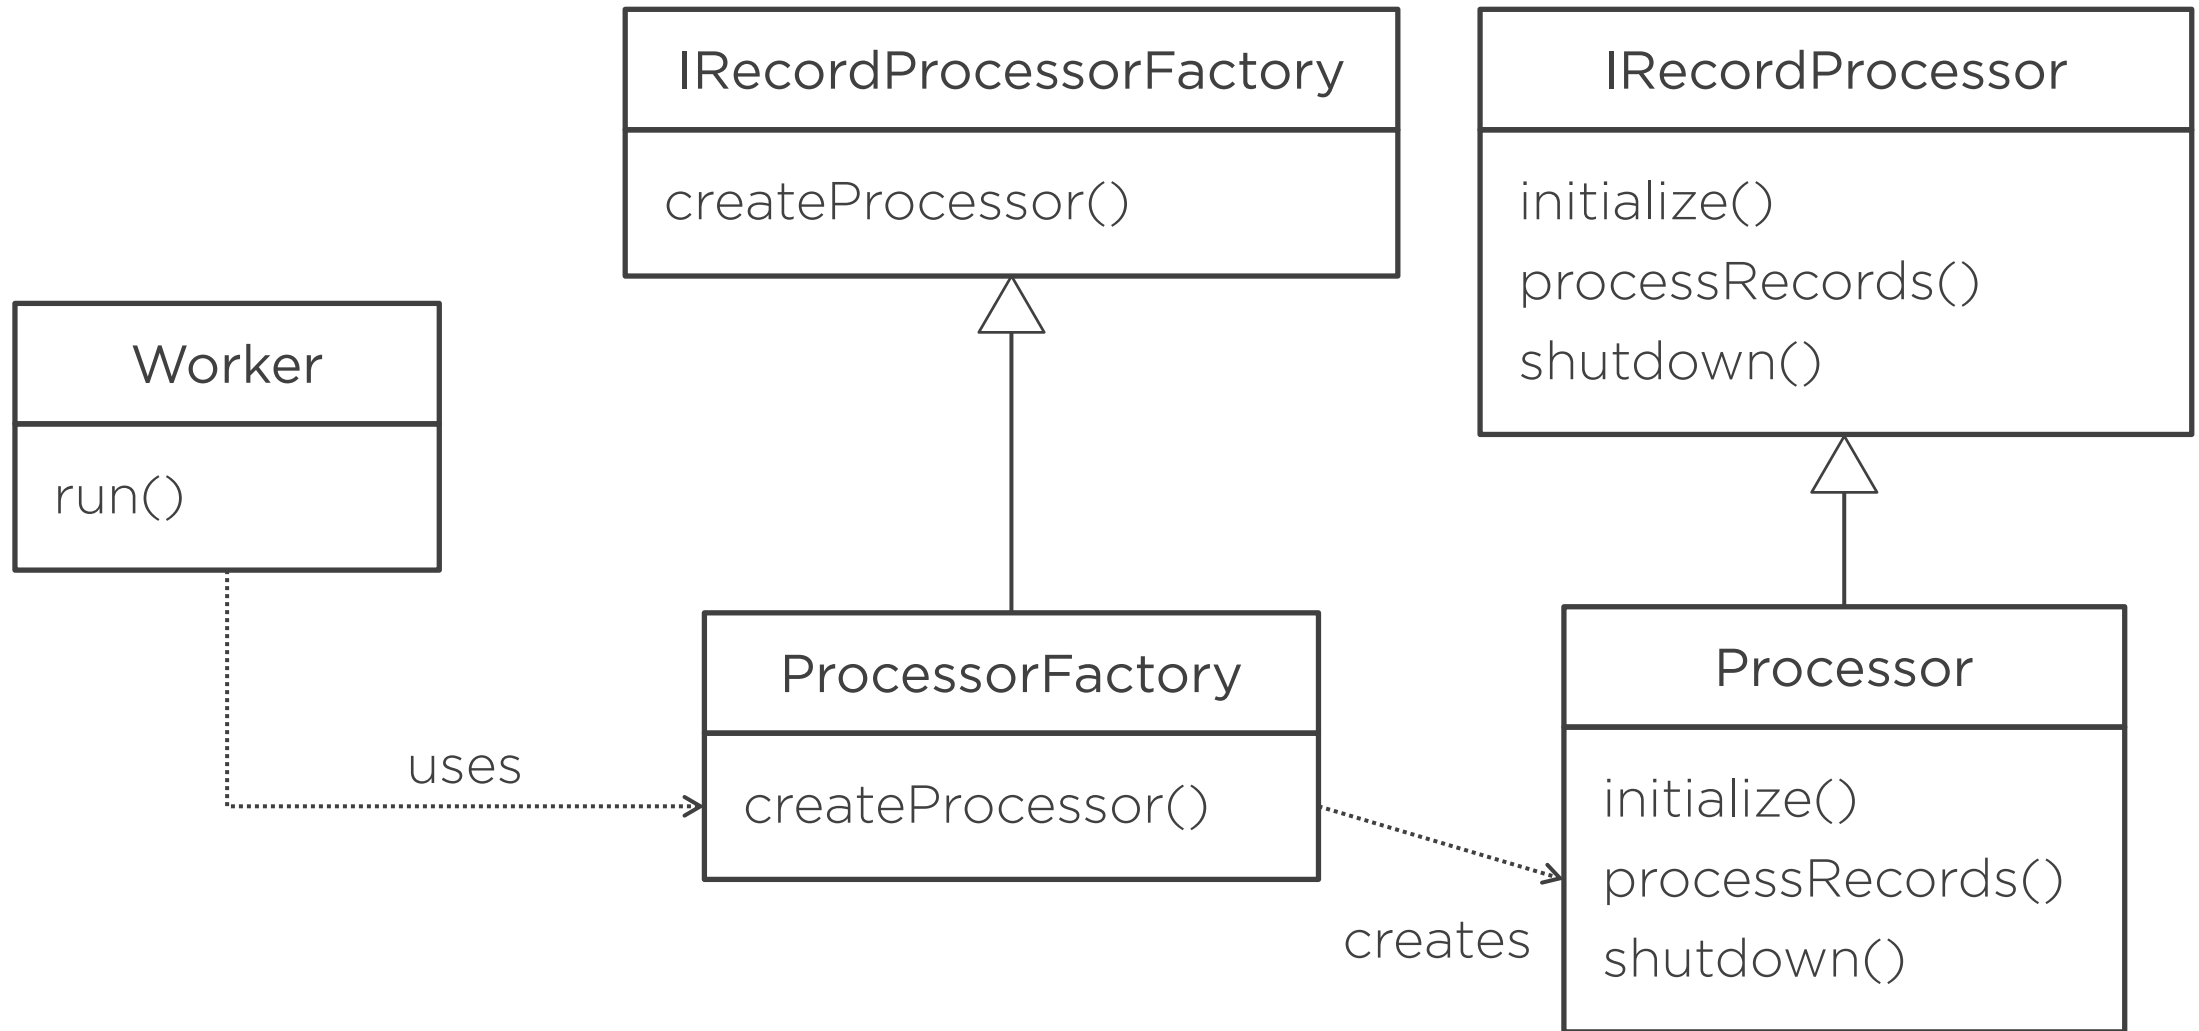 IRecordProcessorFactory
createProcessor()
IRecordProcessor
initialize()
processRecords()
shutdown()
Worker
run()
uses
ProcessorFactory
createProcessor()
creates
Processor
initialize()
processRecords()
shutdown()